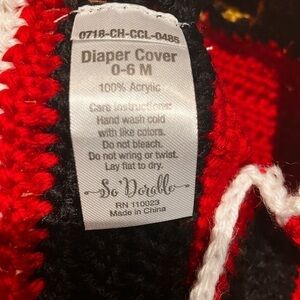 0718-CH-CCL-0486
Diaper Cover
0-6 M
100% Acrylic
Care Instructions:
Hand wash cold
with like colors.
Do not bleach.
Do not wring or twist.
Lay flat to dry.
So Dorable
RN 110023
Made in China